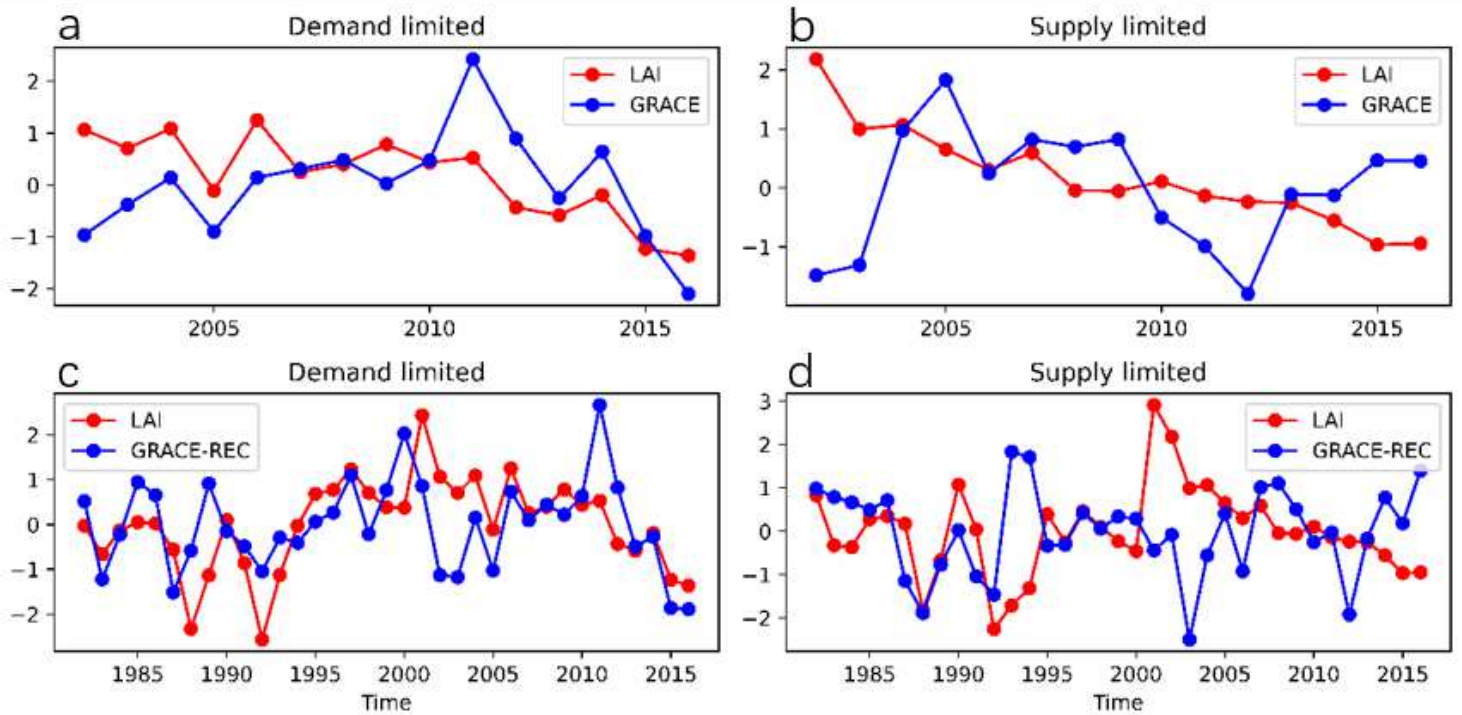 a
Demand limited
LAI
GRACE
2
1
0
−1
−2
2005
2010
2015
b
Supply limited
LAI
GRACE
2
1
0
−1
2005
2010
2015
c
Demand limited
LAI
GRACE-REC
2
1
0
−1
−2
1985
1990
1995
2000
2005
2010
2015
Time
d
Supply limited
LAI
GRACE-REC
3
2
1
0
−1
−2
1985
1990
1995
2000
2005
2010
2015
Time